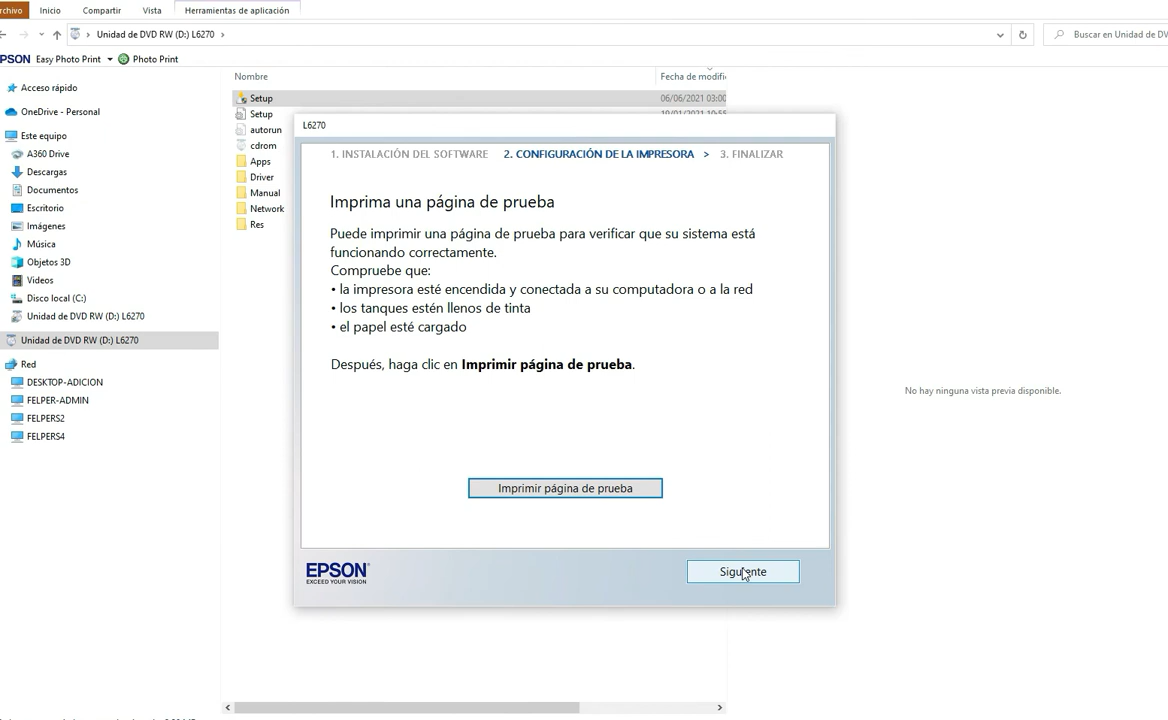 rchivo Inicio Compartir Vista Herramientas de aplicación
Unidad de DVD RW (D:) L6270
Buscar en Unidad de DV
PSON Easy Photo Print Photo Print
Acceso rápido
OneDrive - Personal
Este equipo
A360 Drive
Descargas
Documentos
Escritorio
Imágenes
Música
Objetos 3D
Videos
Disco local (C:)
Unidad de DVD RW (D:) L6270
Unidad de DVD RW (D:) L6270
Red
DESKTOP-ADICION
FELPER-ADMIN
FELPERS2
FELPERS4
Nombre Fecha de modifi
Setup 06/06/2021 03:00
Setup
autorun
cdrom
Apps
Driver
Manual
Network
Res
L6270
1. INSTALACIÓN DEL SOFTWARE 2. CONFIGURACIÓN DE LA IMPRESORA > 3. FINALIZAR
Imprima una página de prueba
Puede imprimir una página de prueba para verificar que su sistema está
funcionando correctamente.
Compruebe que:
• la impresora esté encendida y conectada a su computadora o a la red
• los tanques estén llenos de tinta
• el papel esté cargado
Después, haga clic en Imprimir página de prueba.
Imprimir página de prueba
EPSON
EXCEED YOUR VISION
Siguiente
No hay ninguna vista previa disponible.